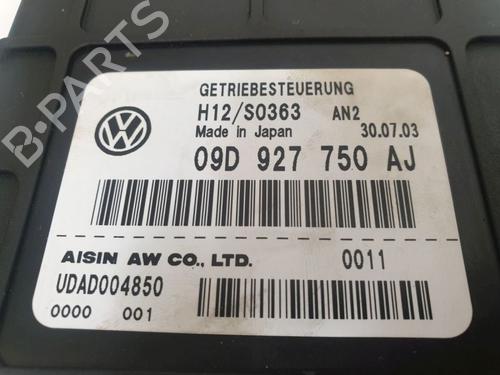 GETRIEBESTEUERUNG
H12/S0363 AN2
Made in Japan 30.07.03
09D 927 750 AJ
AISIN AW CO., LTD. 0011
UDAD004850
0000 001
B-PARTS